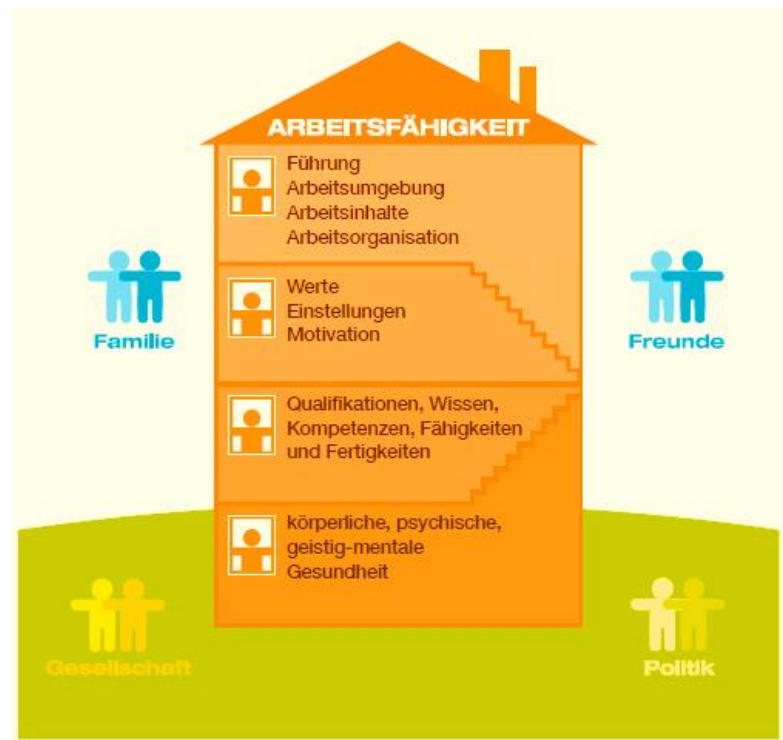 ARBEITSFÄHIGKEIT
Führung
Arbeitsumgebung
Arbeitsinhalte
Arbeitsorganisation
Werte
Einstellungen
Motivation
Familie
Freunde
Qualifikationen, Wissen,
Kompetenzen, Fähigkeiten
und Fertigkeiten
körperliche, psychische,
geistig-mentale
Gesundheit
Gesellschaft
Politik